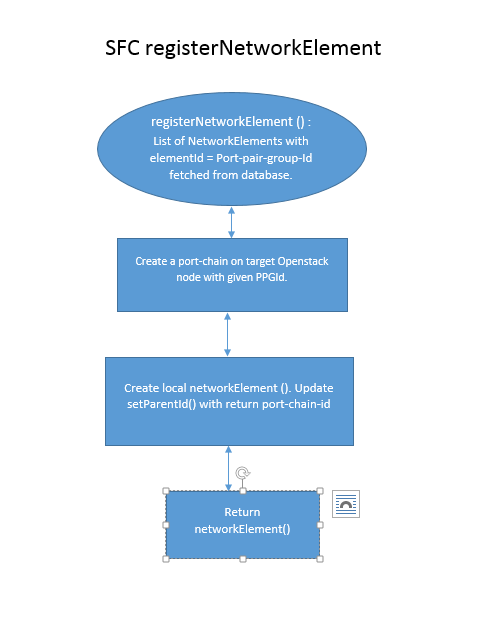 SFC registerNetworkElement
registerNetworkElement () :
List of NetworkElements with
elementId = Port-pair-group-Id
fetched from database.
Create a port-chain on target Openstack
node with given PPGId.
Create local networkElement (). Update
setParentId() with return port-chain-id
Return
networkElement()